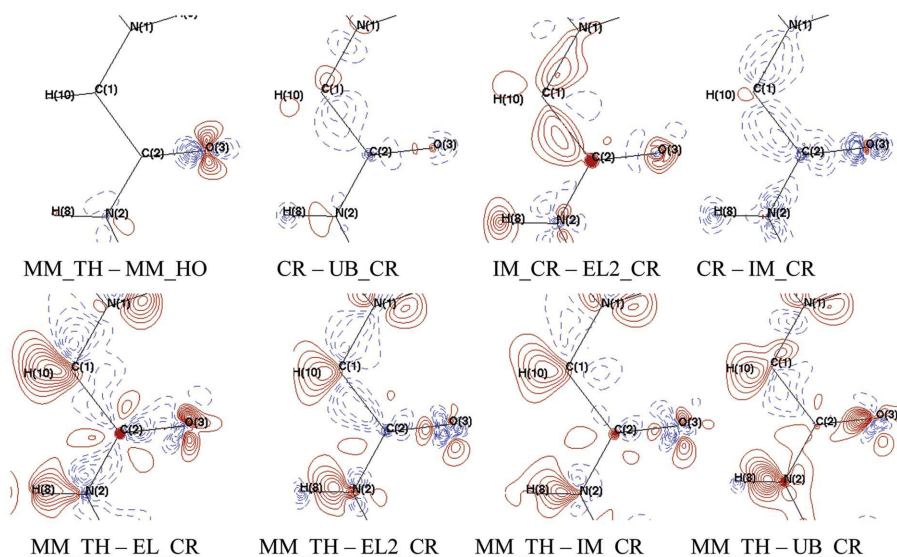 N(1)
H(10)
C(1)
C(2)
O(3)
H(8)
N(2)
MM_TH – MM_HO
N(1)
H(10)
C(1)
C(2)
O(3)
H(8)
N(2)
CR – UB_CR
N(1)
H(10)
C(1)
C(2)
O(3)
H(8)
N(2)
IM_CR – EL2_CR
N(1)
H(10)
C(1)
C(2)
O(3)
H(8)
N(2)
CR – IM_CR
N(1)
C(1)
H(10)
O(3)
C(2)
H(8)
N(2)
MM_TH – EL_CR
N(1)
C(1)
H(10)
O(3)
C(2)
H(8)
N(2)
MM_TH – EL2_CR
N(1)
C(1)
H(10)
O(3)
C(2)
H(8)
N(2)
MM_TH – IM_CR
N(1)
C(1)
H(10)
O(3)
C(2)
H(8)
N(2)
MM_TH – UB_CR